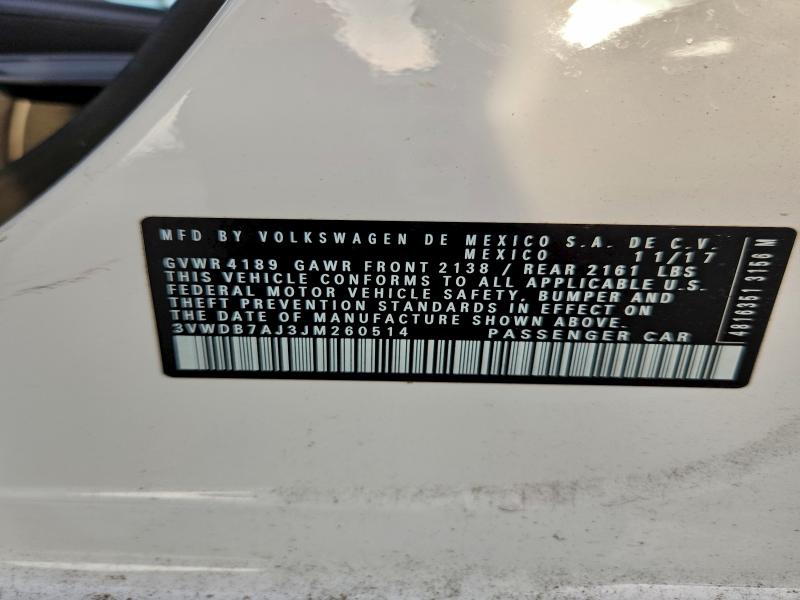 MFD BY VOLKSWAGEN DE MEXICO S.A. DE C.V.
MEXICO 11/17
GVWR 4189 GAWR FRONT 2138 / REAR 2161 LBS
THIS VEHICLE CONFORMS TO ALL APPLICABLE U.S.
FEDERAL MOTOR VEHICLE SAFETY, BUMPER AND
THEFT PREVENTION STANDARDS IN EFFECT ON
THE DATE OF MANUFACTURE SHOWN ABOVE.
3VWDB7AJ3JM260514 PASSENGER CAR
4816351 3156 M